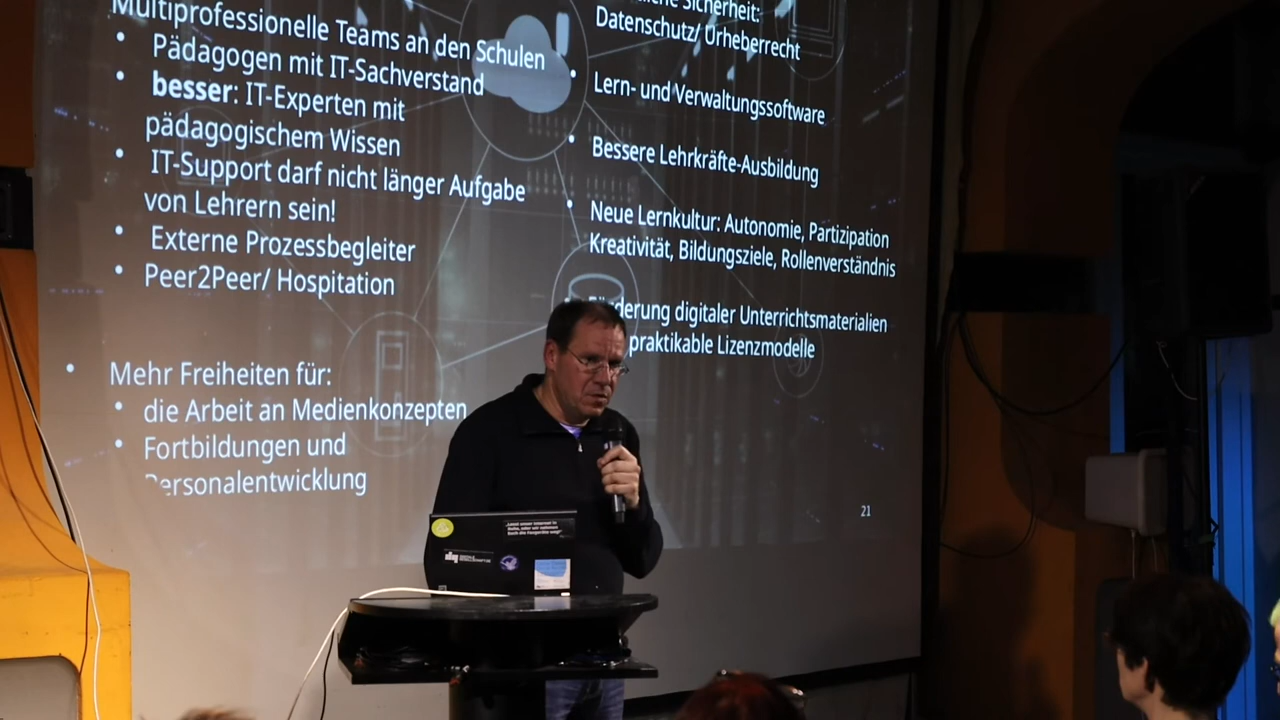 Multiprofessionelle Teams an den Schulen
• Pädagogen mit IT-Sachverstand
• besser: IT-Experten mit
pädagogischem Wissen
• IT-Support darf nicht länger Aufgabe
von Lehrern sein!
• Externe Prozessbegleiter
• Peer2Peer/ Hospitation
• Mehr Freiheiten für:
• die Arbeit an Medienkonzepten
• Fortbildungen und
Personalentwicklung
Sicherheit:
Datenschutz/ Urheberrecht
• Lern- und Verwaltungssoftware
• Bessere Lehrkräfte-Ausbildung
• Neue Lernkultur: Autonomie, Partizipation
Kreativität, Bildungsziele, Rollenverständnis
digitaler Unterrichtsmaterialien
praktikable Lizenzmodelle
21